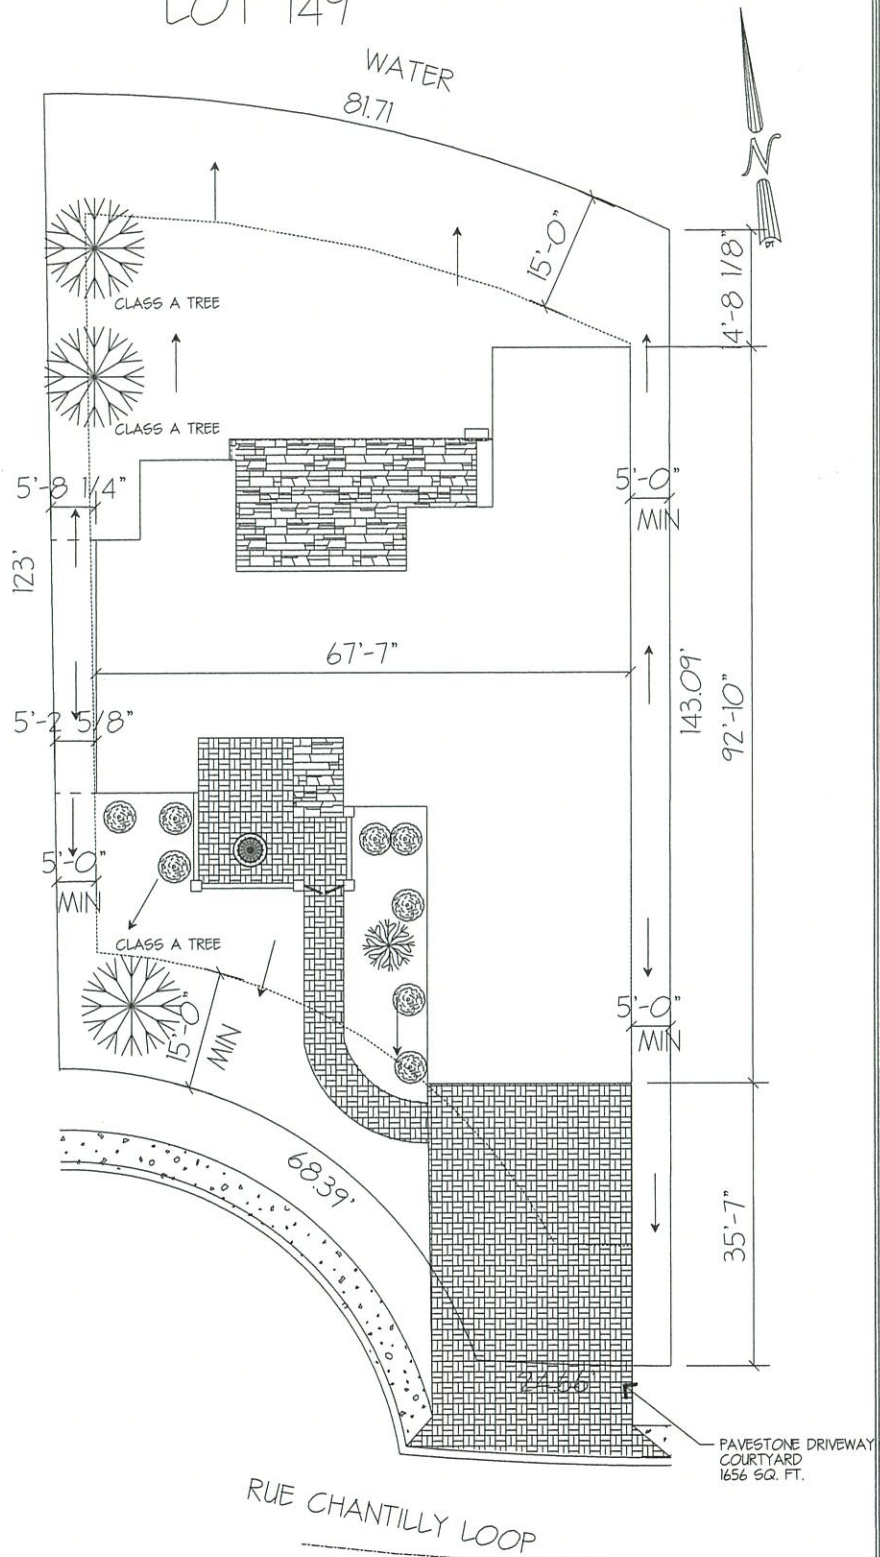 LOT 149
WATER
81.71
N
15'-0"
14'-8 1/8"
CLASS A TREE
CLASS A TREE
5'-8 1/4"
5'-0"
MIN
123'
67'-7"
143.09'
92'-10"
5'-2 5/8"
5'-0"
MIN
CLASS A TREE
15'-0"
MIN
5'-0"
MIN
68.39'
35'-7"
24.66'
PAVESTONE DRIVEWAY
COURTYARD
1656 SQ. FT.
RUE CHANTILLY LOOP